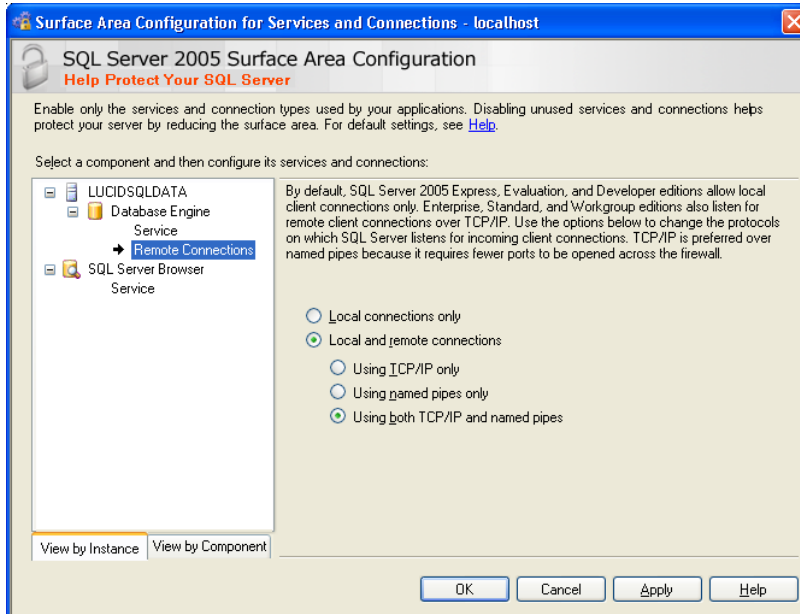 Surface Area Configuration for Services and Connections - localhost
SQL Server 2005 Surface Area Configuration
Help Protect Your SQL Server
Enable only the services and connection types used by your applications. Disabling unused services and connections helps
protect your server by reducing the surface area. For default settings, see Help.
Select a component and then configure its services and connections:
LUCIDSQLDATA
Database Engine
Service
Remote Connections
SQL Server Browser
Service
By default, SQL Server 2005 Express, Evaluation, and Developer editions allow local
client connections only. Enterprise, Standard, and Workgroup editions also listen for
remote client connections over TCP/IP. Use the options below to change the protocols
on which SQL Server listens for incoming client connections. TCP/IP is preferred over
named pipes because it requires fewer ports to be opened across the firewall.
Local connections only
Local and remote connections
Using TCP/IP only
Using named pipes only
Using both TCP/IP and named pipes
View by Instance View by Component
OK Cancel Apply Help